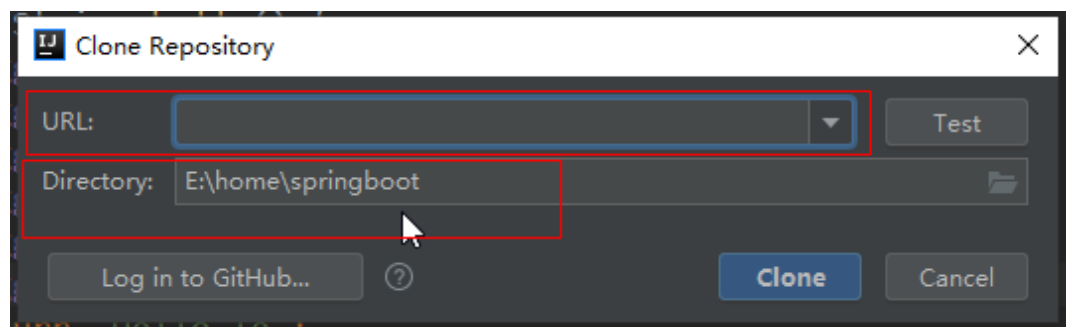 Clone Repository
URL:
Test
Directory: E:\home\springboot
Log in to GitHub... ?
Clone
Cancel